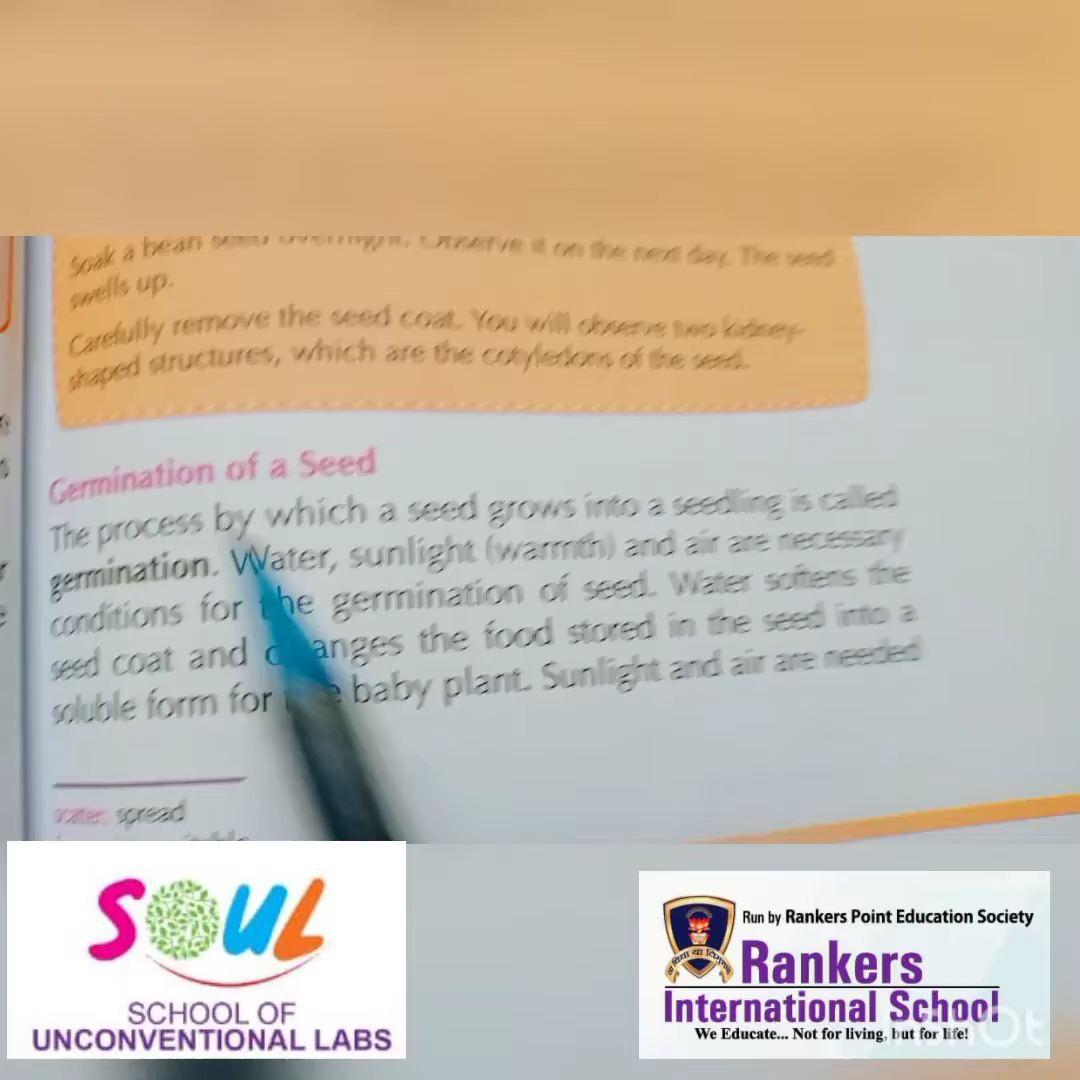 Soak a bean seed overnight. Observe it on the next day. The seed
swells up.
Carefully remove the seed coat. You will observe two kidney-
shaped structures, which are the cotyledons of the seed.
Germination of a Seed
The process by which a seed grows into a seedling is called
germination. Water, sunlight (warmth) and air are necessary
conditions for the germination of seed. Water softens the
seed coat and changes the food stored in the seed into a
soluble form for the baby plant. Sunlight and air are needed
spread
SOUL
SCHOOL OF
UNCONVENTIONAL LABS
Run by Rankers Point Education Society
Rankers
International School
We Educate... Not for living, but for life!